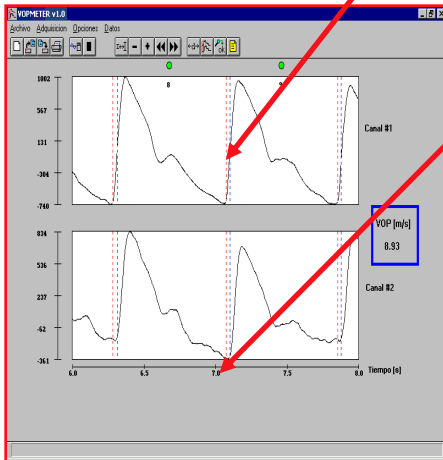 VOPMETER v1.0
Archivo Adquisicion Opciones Datos
8
1002
567
131
-304
-740
Canal #1
VOP [m/s]
8.93
834
536
237
-62
-361
Canal #2
6.0 6.5 7.0 7.5 8.0
Tiempo [s]